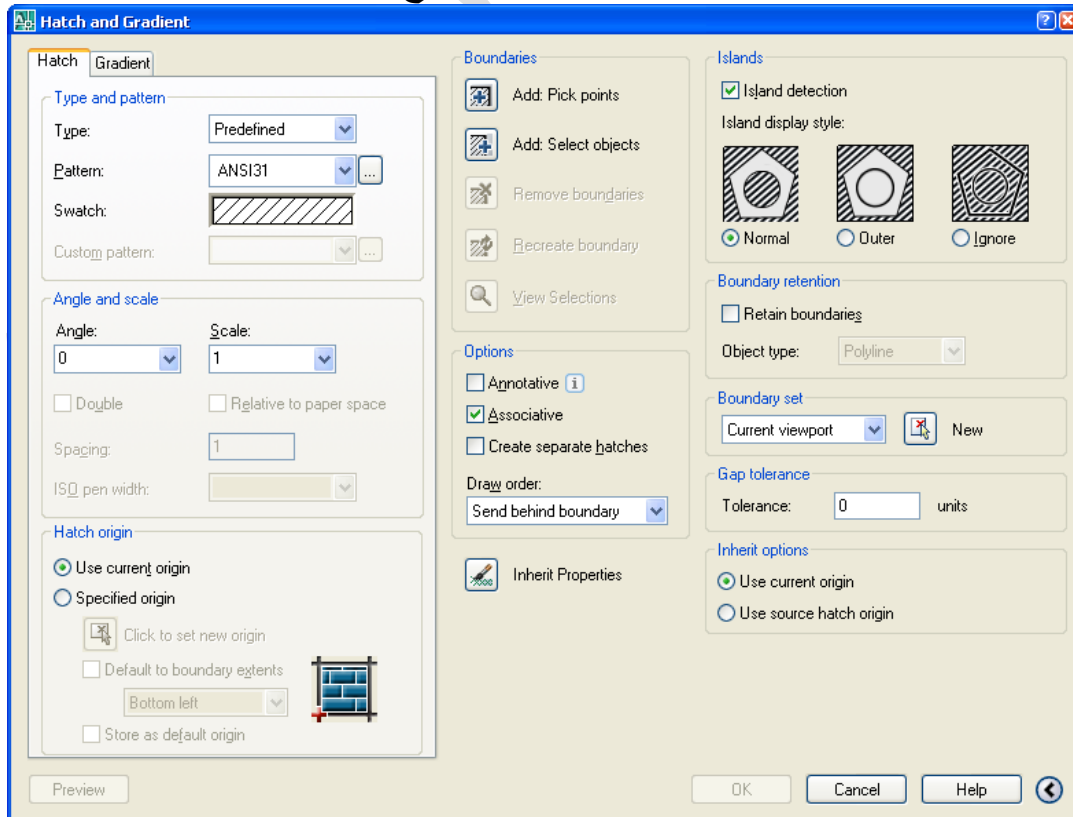 Hatch and Gradient
Hatch
Gradient
Type and pattern
Type:
Predefined
Pattern:
ANSI31
...
Swatch:
Custom pattern:
...
Angle and scale
Angle:
Scale:
0
1
Double
Relative to paper space
Spacing:
1
ISO pen width:
Hatch origin
Use current origin
Specified origin
Click to set new origin
Default to boundary extents
Bottom left
Store as default origin
Boundaries
Add: Pick points
Add: Select objects
Remove boundaries
Recreate boundary
View Selections
Options
Annotative
Associative
Create separate hatches
Draw order:
Send behind boundary
Inherit Properties
Islands
Island detection
Island display style:
Normal
Outer
Ignore
Boundary retention
Retain boundaries
Object type:
Polyline
Boundary set
Current viewport
New
Gap tolerance
Tolerance:
0
units
Inherit options
Use current origin
Use source hatch origin
Preview
OK
Cancel
Help